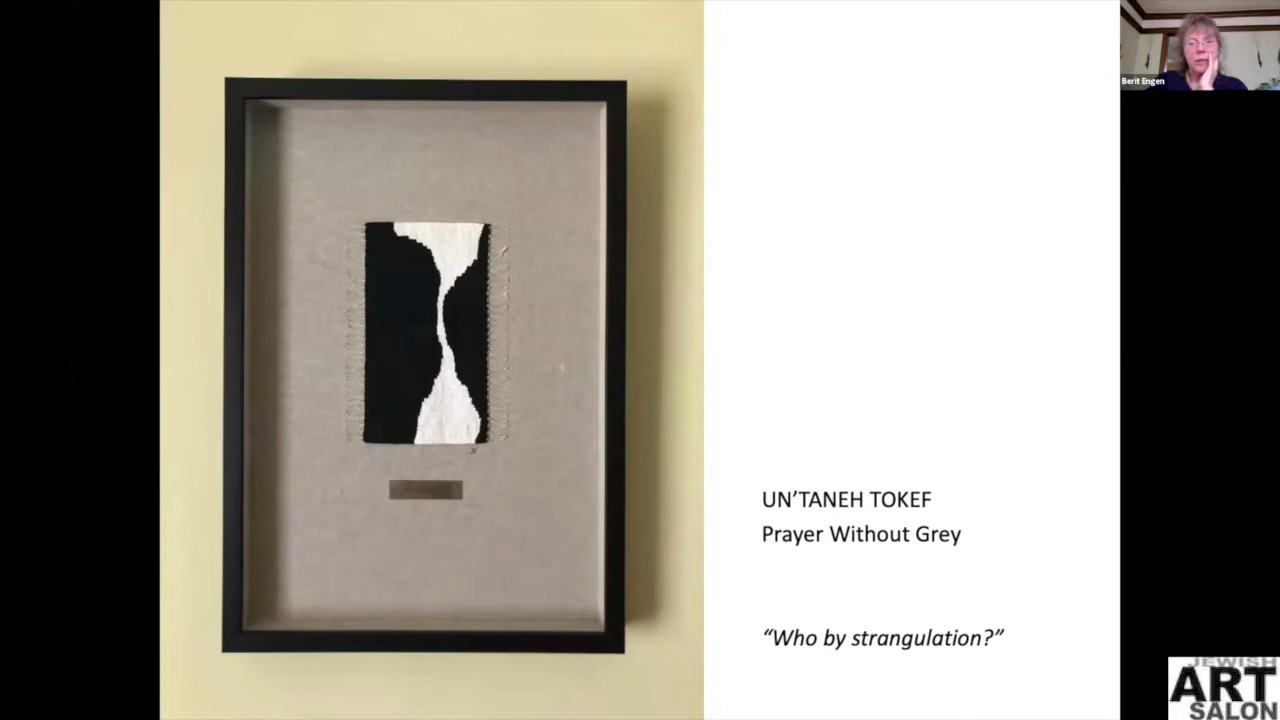 Berit Engen
UN’TANEH TOKEF
Prayer Without Grey
“Who by strangulation?”
JEWISH
ART
SALON